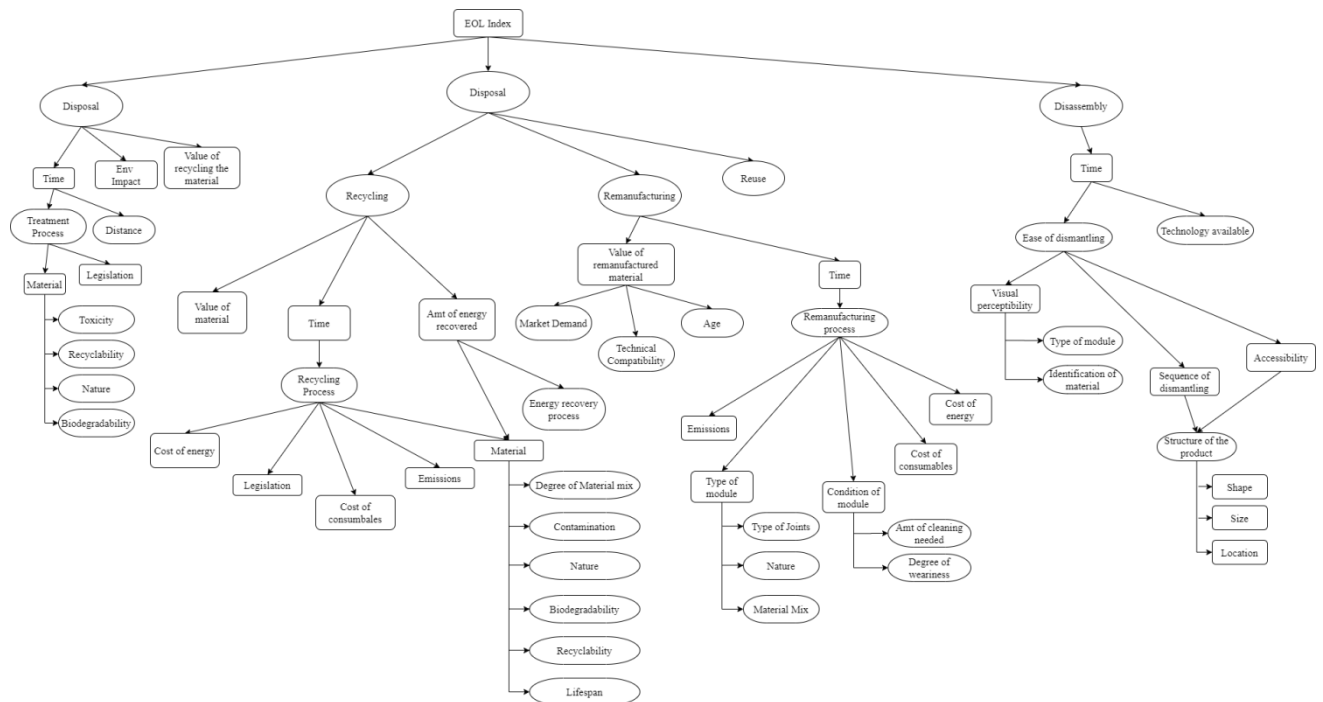 EOL Index
Disposal
Disposal
Disassembly
Time
Env
Impact
Value of
recycling the
material
Recycling
Remanufacturing
Reuse
Time
Treatment
Process
Distance
Value of
remanufactured
material
Time
Ease of dismantling
Technology available
Material
Legislation
Value of
material
Time
Amt of energy
recovered
Market Demand
Technical
Compatibility
Age
Remanufacturing
process
Visual
perceptibility
Toxicity
Recyclability
Nature
Biodegradability
Recycling
Process
Energy recovery
process
Type of module
Identification of
material
Sequence of
dismantling
Accessibility
Cost of energy
Legislation
Cost of
consumbales
Emissions
Material
Emissions
Type of
module
Condition of
module
Cost of
consumables
Cost of
energy
Structure of the
product
Degree of Material mix
Contamination
Nature
Biodegradability
Recyclability
Lifespan
Type of Joints
Nature
Material Mix
Amt of cleaning
needed
Degree of
weariness
Shape
Size
Location